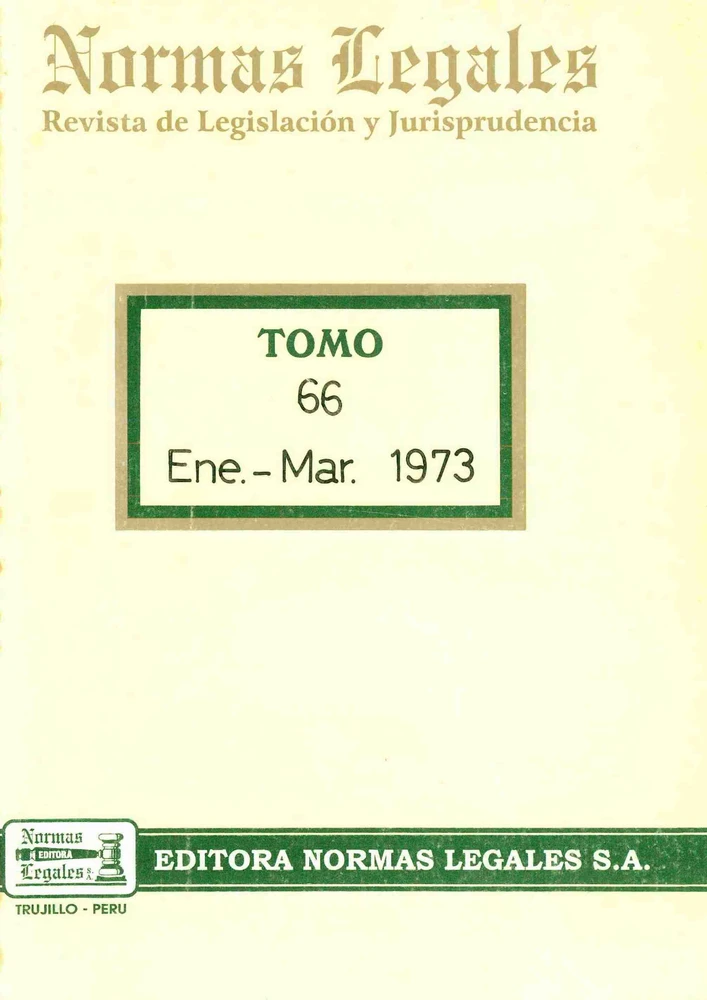 Normas Legales
Revista de Legislación y Jurisprudencia
TOMO
66
Ene. - Mar. 1973
Normas
EDITORA
Legales S.A.
EDITORA NORMAS LEGALES S.A.
TRUJILLO - PERU